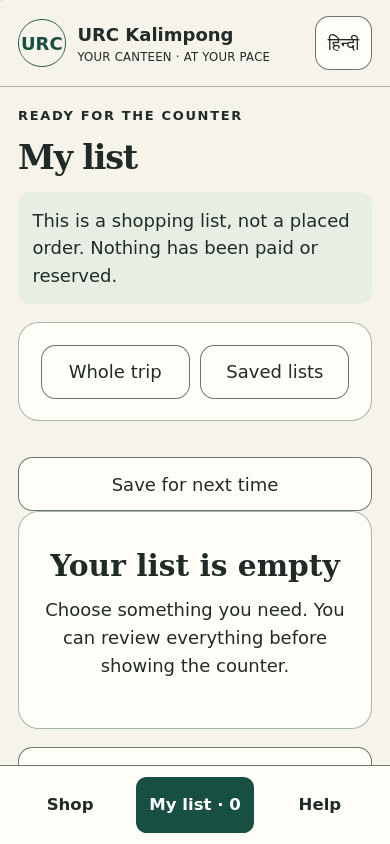 URC
URC Kalimpong
YOUR CANTEEN · AT YOUR PACE
हिन्दी
READY FOR THE COUNTER
My list
This is a shopping list, not a placed
order. Nothing has been paid or
reserved.
Whole trip
Saved lists
Save for next time
Your list is empty
Choose something you need. You
can review everything before
showing the counter.
Shop
My list · 0
Help